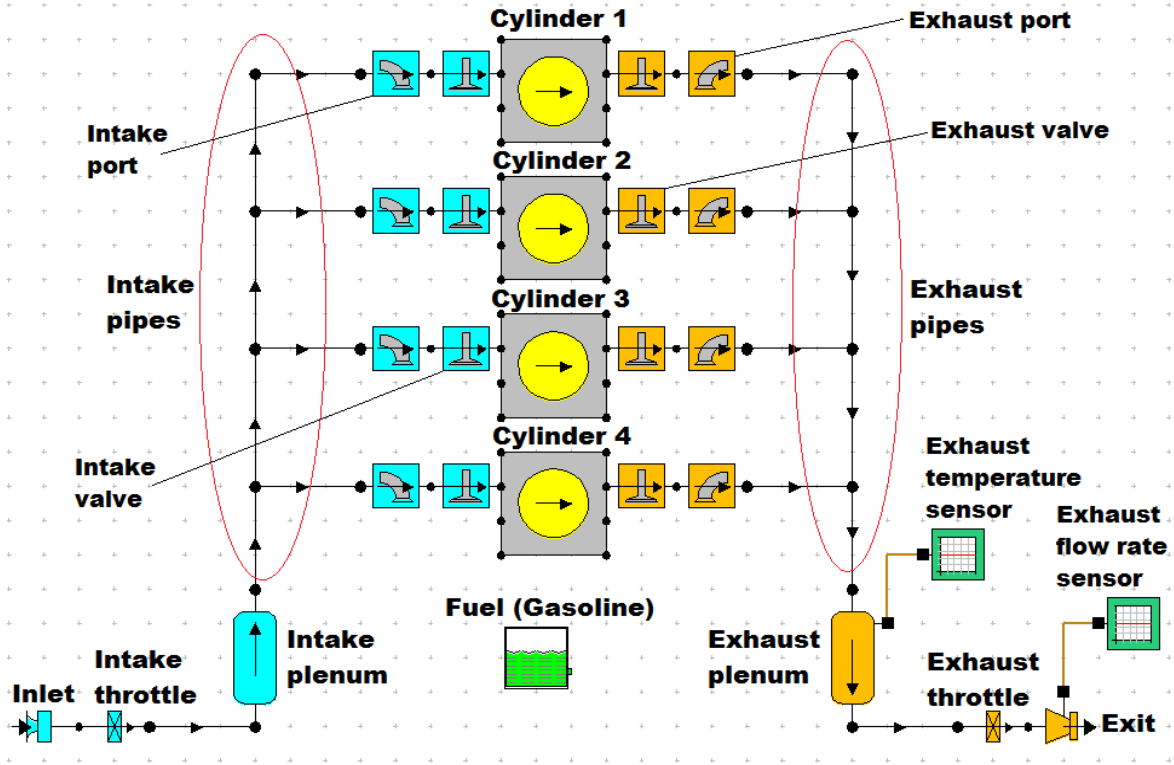 Cylinder 1
Exhaust port
Intake
port
Exhaust valve
Cylinder 2
Intake
pipes
Cylinder 3
Exhaust
pipes
Cylinder 4
Intake
valve
Exhaust
temperature
sensor
Exhaust
flow rate
sensor
Fuel (Gasoline)
Intake
plenum
Exhaust
plenum
Inlet
Intake
throttle
Exhaust
throttle
Exit